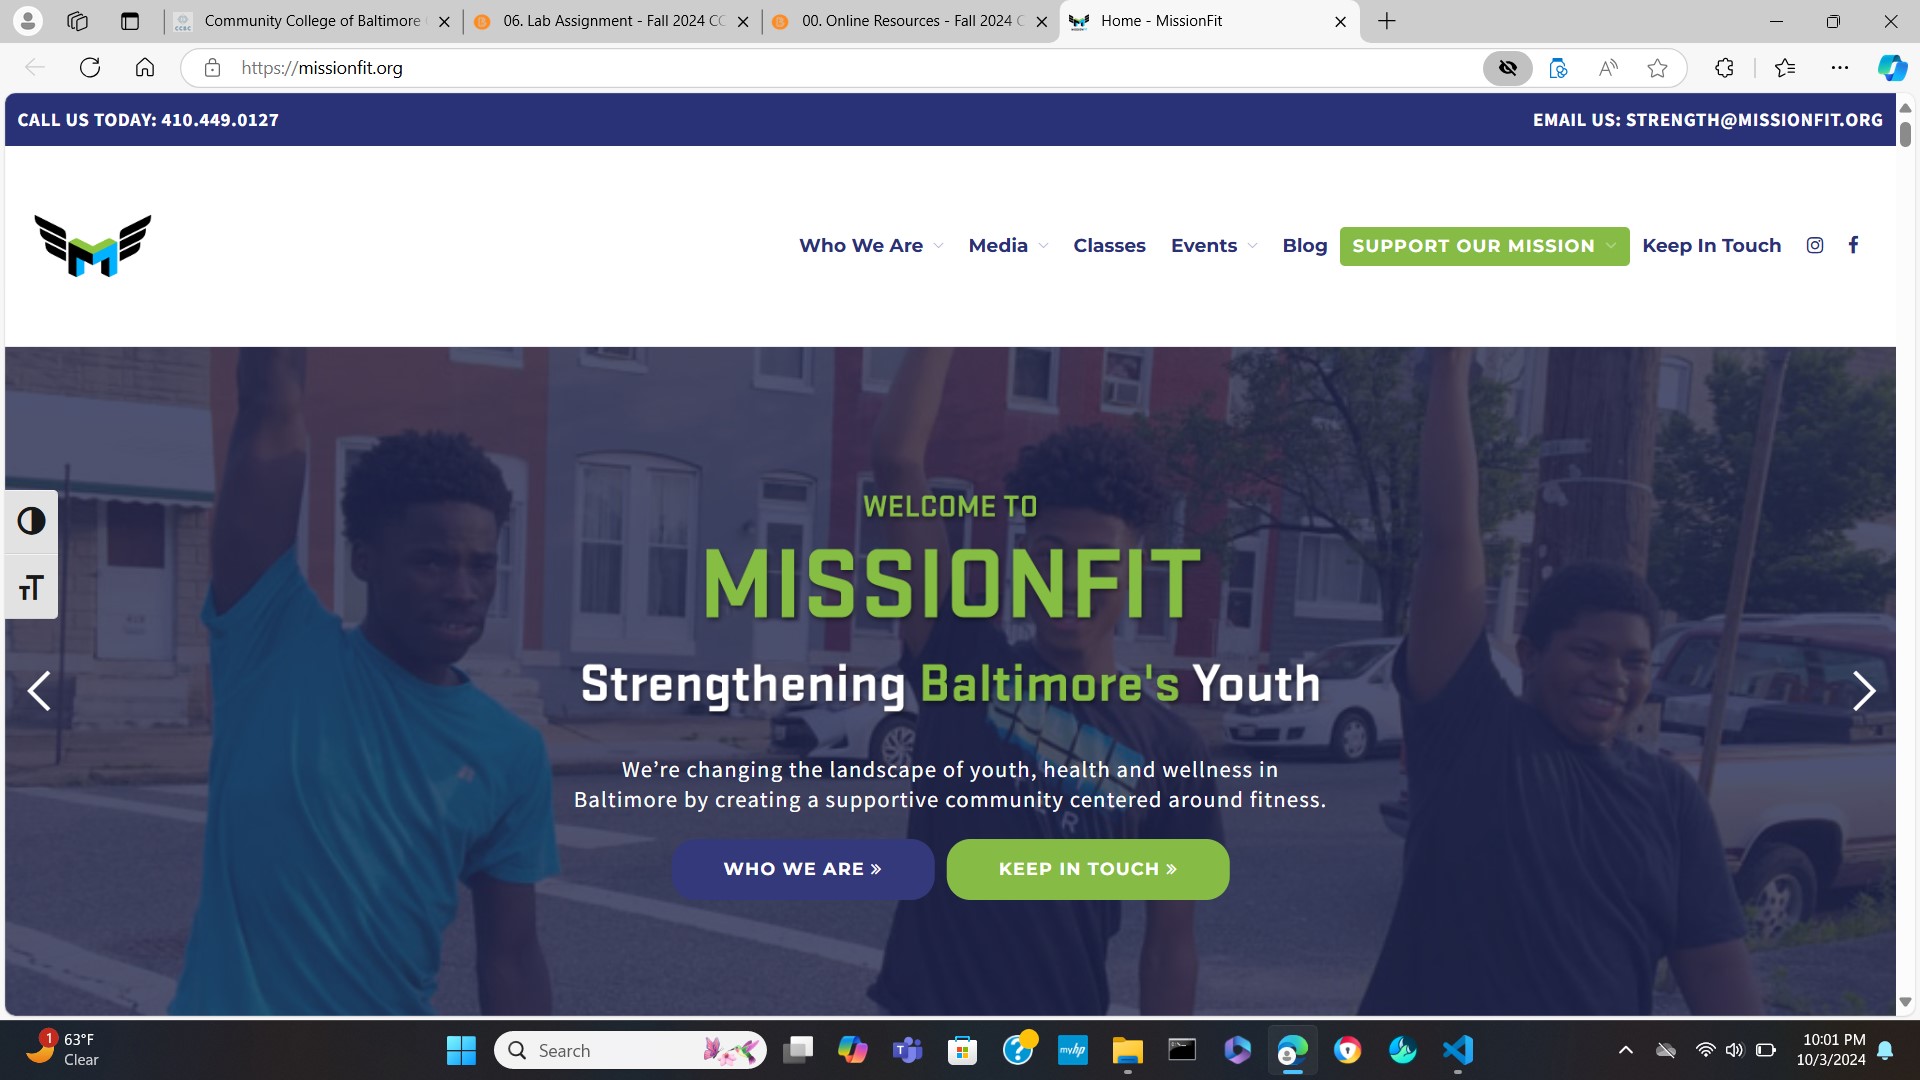 Community College of Baltimore
06. Lab Assignment - Fall 2024 CC
00. Online Resources - Fall 2024 C
Home - MissionFit
https://missionfit.org
CALL US TODAY: 410.449.0127
EMAIL US: STRENGTH@MISSIONFIT.ORG
M
Who We Are
Media
Classes
Events
Blog
SUPPORT OUR MISSION
Keep In Touch
WELCOME TO
MISSIONFIT
Strengthening Baltimore's Youth
We’re changing the landscape of youth, health and wellness in
Baltimore by creating a supportive community centered around fitness.
WHO WE ARE »
KEEP IN TOUCH »
1
63°F
Clear
Search
myhp
10:01 PM
10/3/2024